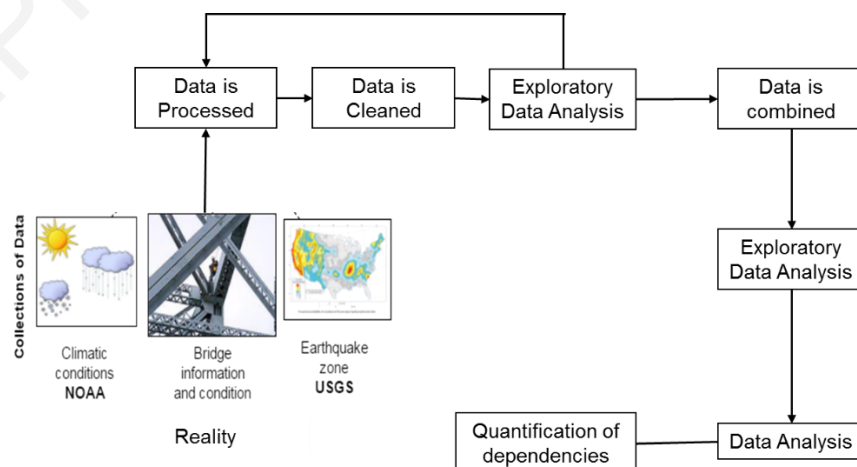 Data is
Processed
Data is
Cleaned
Exploratory
Data Analysis
Data is
combined
Collections of Data
Exploratory
Data Analysis
Climatic
conditions
NOAA
Bridge
information
and condition
Earthquake
zone
USGS
Reality
Quantification of
dependencies
Data Analysis